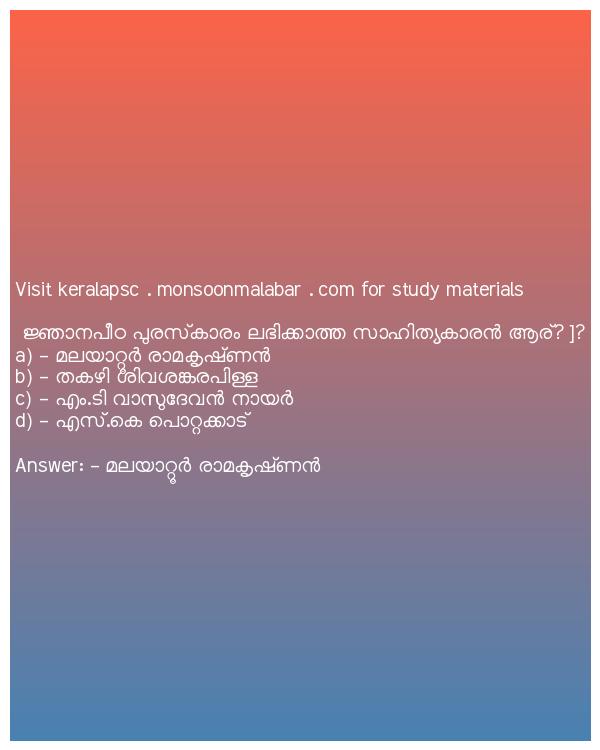 Visit keralapsc . monsoonmalabar . com for study materials
ജ്ഞാനപീഠ പുരസ്കാരം ലഭിക്കാത്ത സാഹിത്യകാരൻ ആര്? ]?
a) - മലയാറ്റൂർ രാമകൃഷ്ണൻ
b) - തകഴി ശിവശങ്കരപിള്ള
c) - എം.ടി വാസുദേവൻ നായർ
d) - എസ്.കെ പൊറ്റക്കാട്
Answer: - മലയാറ്റൂർ രാമകൃഷ്ണൻ